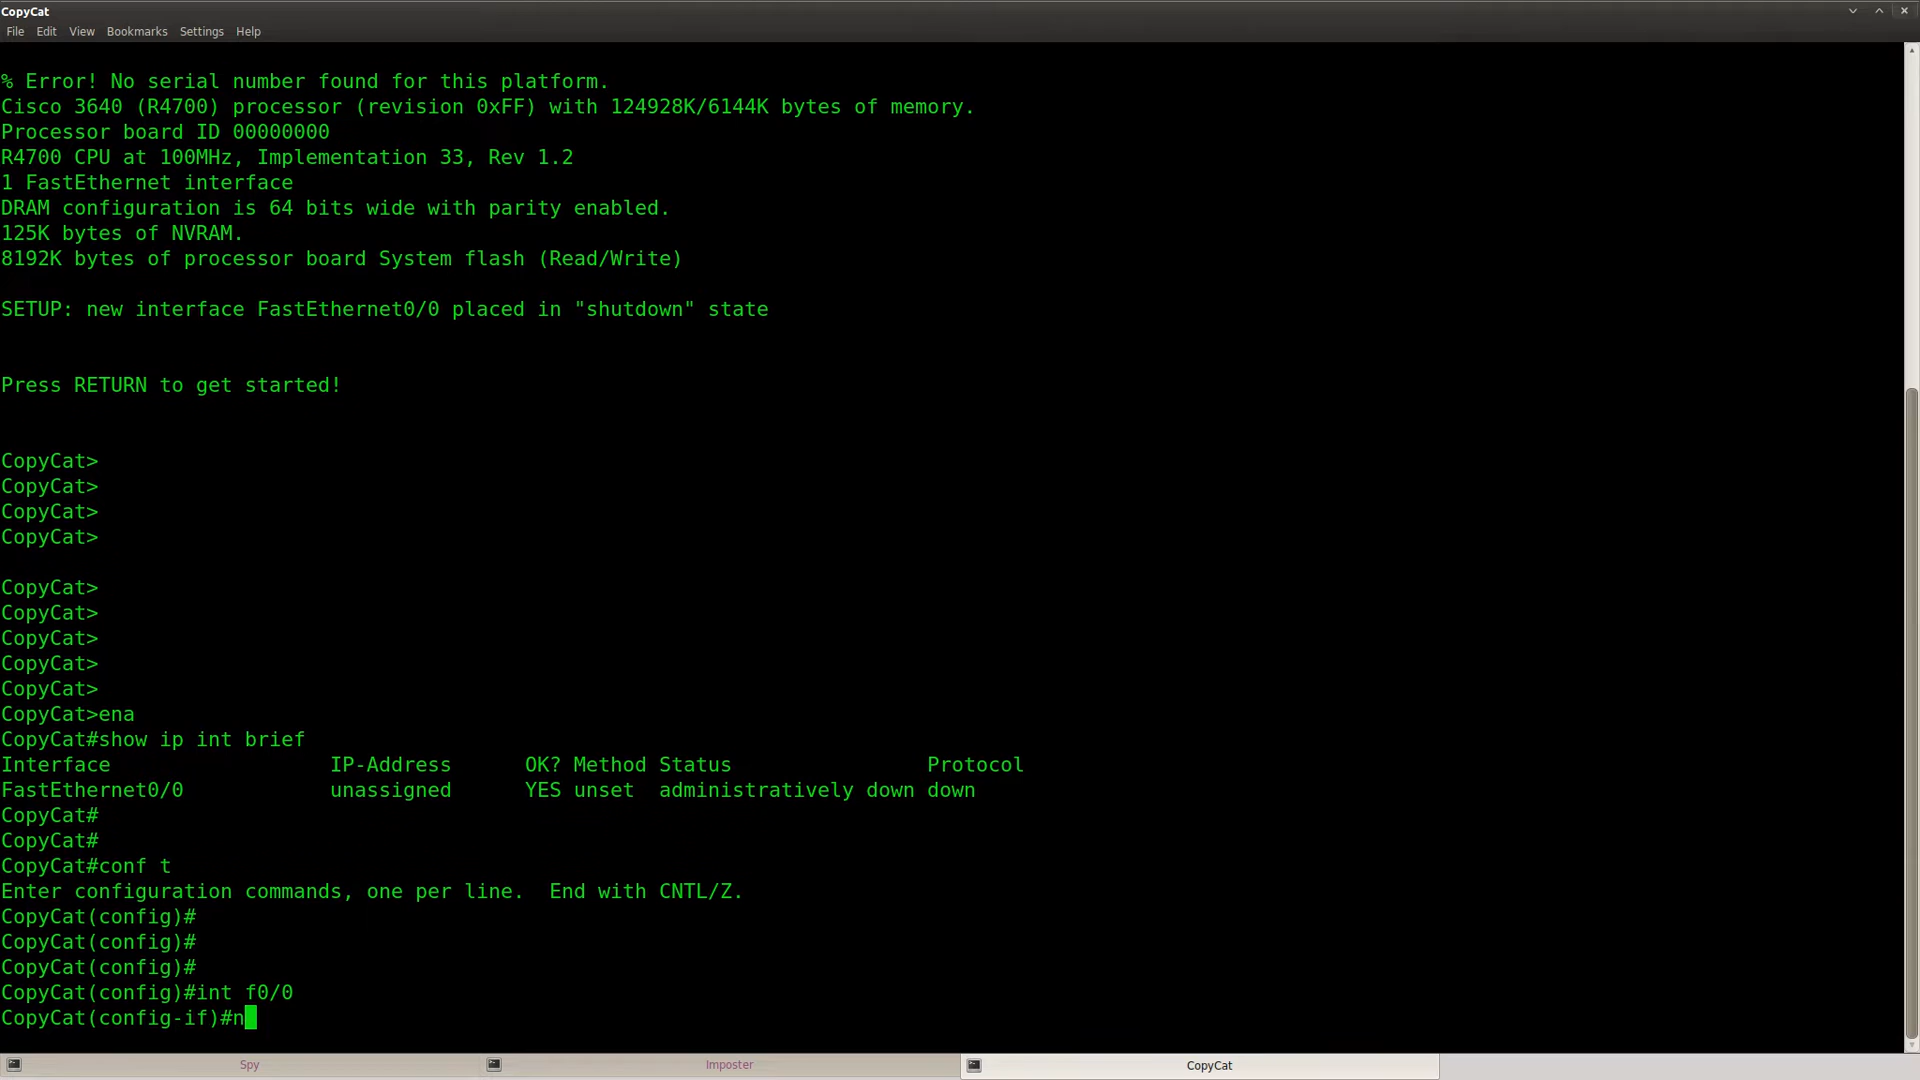 CopyCat
File Edit View Bookmarks Settings Help
% Error! No serial number found for this platform.
Cisco 3640 (R4700) processor (revision 0xFF) with 124928K/6144K bytes of memory.
Processor board ID 00000000
R4700 CPU at 100MHz, Implementation 33, Rev 1.2
1 FastEthernet interface
DRAM configuration is 64 bits wide with parity enabled.
125K bytes of NVRAM.
8192K bytes of processor board System flash (Read/Write)
SETUP: new interface FastEthernet0/0 placed in "shutdown" state
Press RETURN to get started!
CopyCat>
CopyCat>
CopyCat>
CopyCat>
CopyCat>
CopyCat>
CopyCat>
CopyCat>
CopyCat>
CopyCat>ena
CopyCat#show ip int brief
Interface IP-Address OK? Method Status Protocol
FastEthernet0/0 unassigned YES unset administratively down down
CopyCat#
CopyCat#
CopyCat#conf t
Enter configuration commands, one per line. End with CNTL/Z.
CopyCat(config)#
CopyCat(config)#
CopyCat(config)#
CopyCat(config)#int f0/0
CopyCat(config-if)#n
Spy Imposter CopyCat